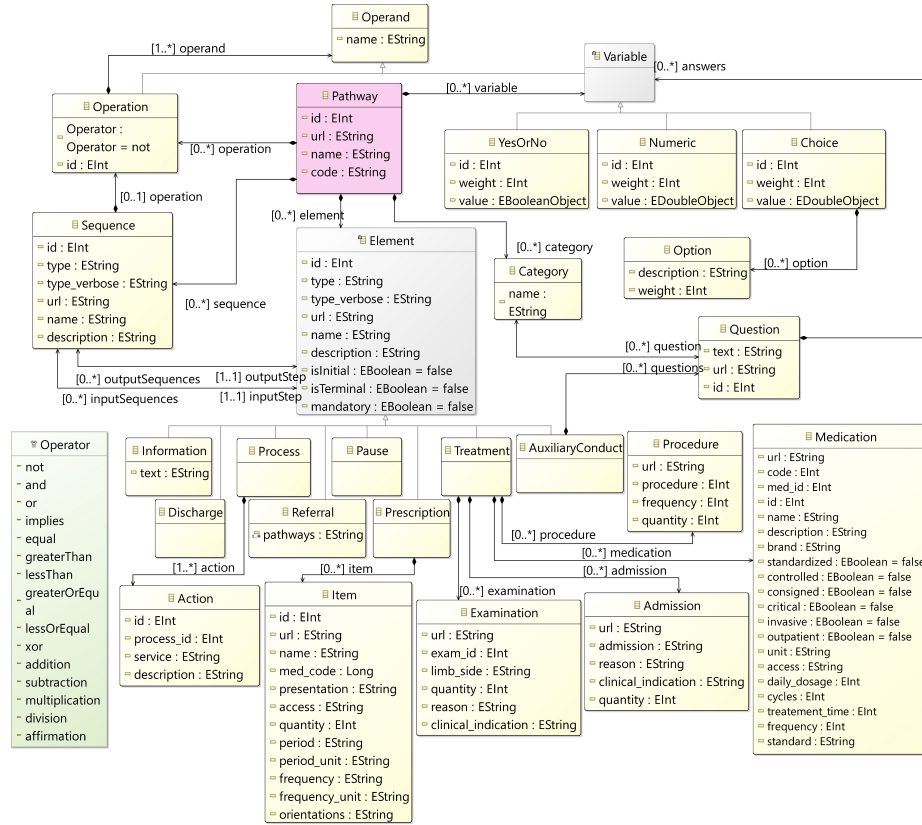 Operand
name : EString
[1..*] operand
Variable
[0..*] answers
Operation
Operator :
Operator = not
id : EInt
Pathway
id : EInt
url : EString
name : EString
code : EString
[0..*] variable
[0..*] operation
[0..1] operation
YesOrNo
id : EInt
weight : EInt
value : EBooleanObject
Numeric
id : EInt
weight : EInt
value : EDoubleObject
Choice
id : EInt
weight : EInt
value : EDoubleObject
[0..*] element
Sequence
id : EInt
type : EString
type_verbose : EString
url : EString
name : EString
description : EString
[0..*] sequence
Element
id : EInt
type : EString
type_verbose : EString
url : EString
name : EString
description : EString
isInitial : EBoolean = false
isTerminal : EBoolean = false
mandatory : EBoolean = false
[0..*] category
Category
name :
EString
Option
description : EString
weight : EInt
[0..*] option
Question
text : EString
url : EString
id : EInt
[0..*] question
[0..*] questions
[0..*] outputSequences
[1..1] outputStep
[0..*] inputSequences
[1..1] inputStep
Operator
not
and
or
implies
equal
greaterThan
lessThan
greaterOrEqu
al
lessOrEqual
xor
addition
subtraction
multiplication
division
affirmation
Information
text : EString
Process
Pause
Treatment
AuxiliaryConduct
Procedure
url : EString
procedure : EInt
frequency : EInt
quantity : EInt
Medication
url : EString
code : EInt
med_id : EInt
id : EInt
name : EString
description : EString
brand : EString
standardized : EBoolean = false
controlled : EBoolean = false
consigned : EBoolean = false
critical : EBoolean = false
invasive : EBoolean = false
outpatient : EBoolean = false
unit : EString
access : EString
daily_dosage : EInt
cycles : EInt
treatement_time : EInt
frequency : EInt
standard : EString
Discharge
Referral
pathways : EString
Prescription
[0..*] procedure
[0..*] medication
[0..*] admission
[0..*] examination
[1..*] action
[0..*] item
Action
id : EInt
process_id : EInt
service : EString
description : EString
Item
id : EInt
url : EString
name : EString
med_code : Long
presentation : EString
access : EString
quantity : EInt
period : EString
period_unit : EString
frequency : EString
frequency_unit : EString
orientations : EString
Examination
url : EString
exam_id : EInt
limb_side : EString
quantity : EInt
reason : EString
clinical_indication : EString
Admission
url : EString
admission : EString
reason : EString
clinical_indication : EString
quantity : EInt